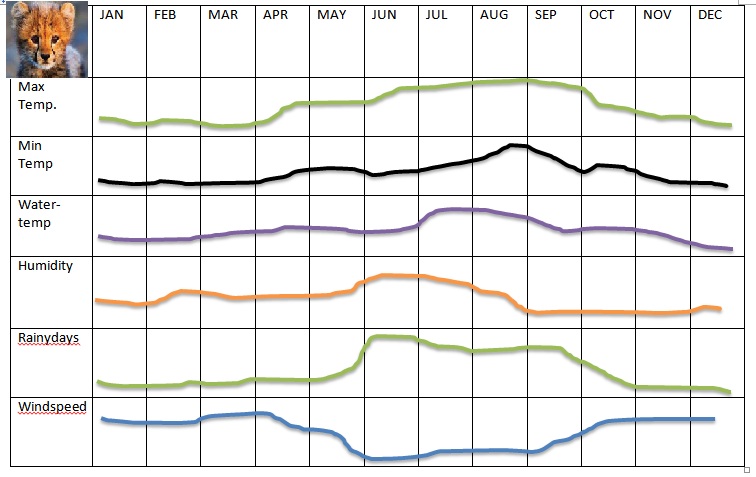 JAN FEB MAR APR MAY JUN JUL AUG SEP OCT NOV DEC
Max
Temp.
Min
Temp
Water-
temp
Humidity
Rainydays
Windspeed